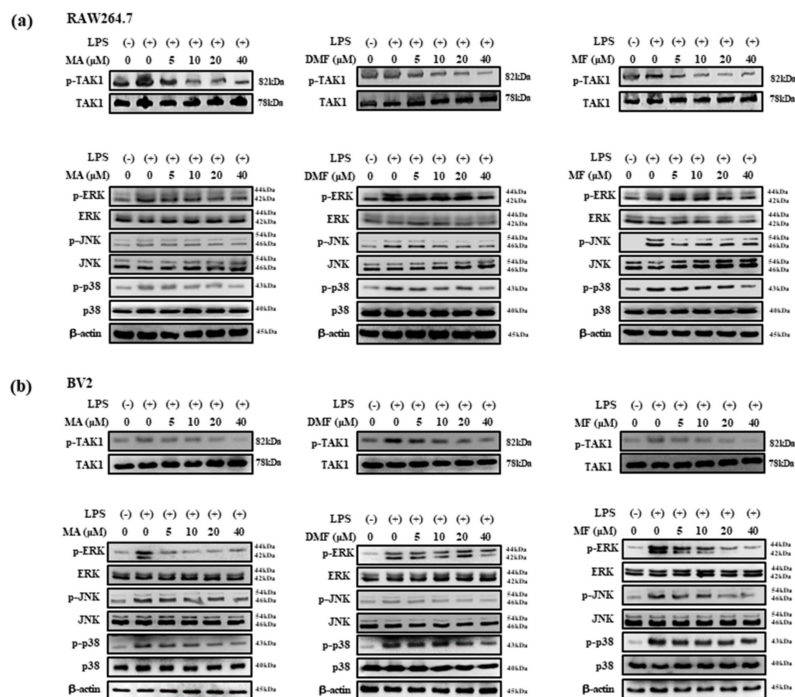 (a) RAW264.7
LPS (-) (+) (+) (+) (+) (+)
MA (μM) 0 0 5 10 20 40
p-TAK1 82kDa
TAK1 78kDa
LPS (-) (+) (+) (+) (+) (+)
DMF (μM) 0 0 5 10 20 40
p-TAK1 82kDa
TAK1 78kDa
LPS (-) (+) (+) (+) (+) (+)
MF (μM) 0 0 5 10 20 40
p-TAK1 82kDa
TAK1 78kDa
LPS (-) (+) (+) (+) (+) (+)
MA (μM) 0 0 5 10 20 40
p-ERK 44kDa
42kDa
ERK 44kDa
42kDa
p-JNK 54kDa
46kDa
JNK 54kDa
46kDa
p-p38 43kDa
p38 40kDa
β-actin 45kDa
LPS (-) (+) (+) (+) (+) (+)
DMF (μM) 0 0 5 10 20 40
p-ERK 44kDa
42kDa
ERK 44kDa
42kDa
p-JNK 54kDa
46kDa
JNK 54kDa
46kDa
p-p38 43kDa
p38 40kDa
β-actin 45kDa
LPS (-) (+) (+) (+) (+) (+)
MF (μM) 0 0 5 10 20 40
p-ERK 44kDa
42kDa
ERK 44kDa
42kDa
p-JNK 54kDa
46kDa
JNK 54kDa
46kDa
p-p38 43kDa
p38 40kDa
β-actin 45kDa
(b) BV2
LPS (-) (+) (+) (+) (+) (+)
MA (μM) 0 0 5 10 20 40
p-TAK1 82kDa
TAK1 78kDa
LPS (-) (+) (+) (+) (+) (+)
DMF (μM) 0 0 5 10 20 40
p-TAK1 82kDa
TAK1 78kDa
LPS (-) (+) (+) (+) (+) (+)
MF (μM) 0 0 5 10 20 40
p-TAK1 82kDa
TAK1 78kDa
LPS (-) (+) (+) (+) (+) (+)
MA (μM) 0 0 5 10 20 40
p-ERK 44kDa
42kDa
ERK 44kDa
42kDa
p-JNK 54kDa
46kDa
JNK 54kDa
46kDa
p-p38 43kDa
p38 40kDa
β-actin 45kDa
LPS (-) (+) (+) (+) (+) (+)
DMF (μM) 0 0 5 10 20 40
p-ERK 44kDa
42kDa
ERK 44kDa
42kDa
p-JNK 54kDa
46kDa
JNK 54kDa
46kDa
p-p38 43kDa
p38 40kDa
β-actin 45kDa
LPS (-) (+) (+) (+) (+) (+)
MF (μM) 0 0 5 10 20 40
p-ERK 44kDa
42kDa
ERK 44kDa
42kDa
p-JNK 54kDa
46kDa
JNK 54kDa
46kDa
p-p38 43kDa
p38 40kDa
β-actin 45kDa